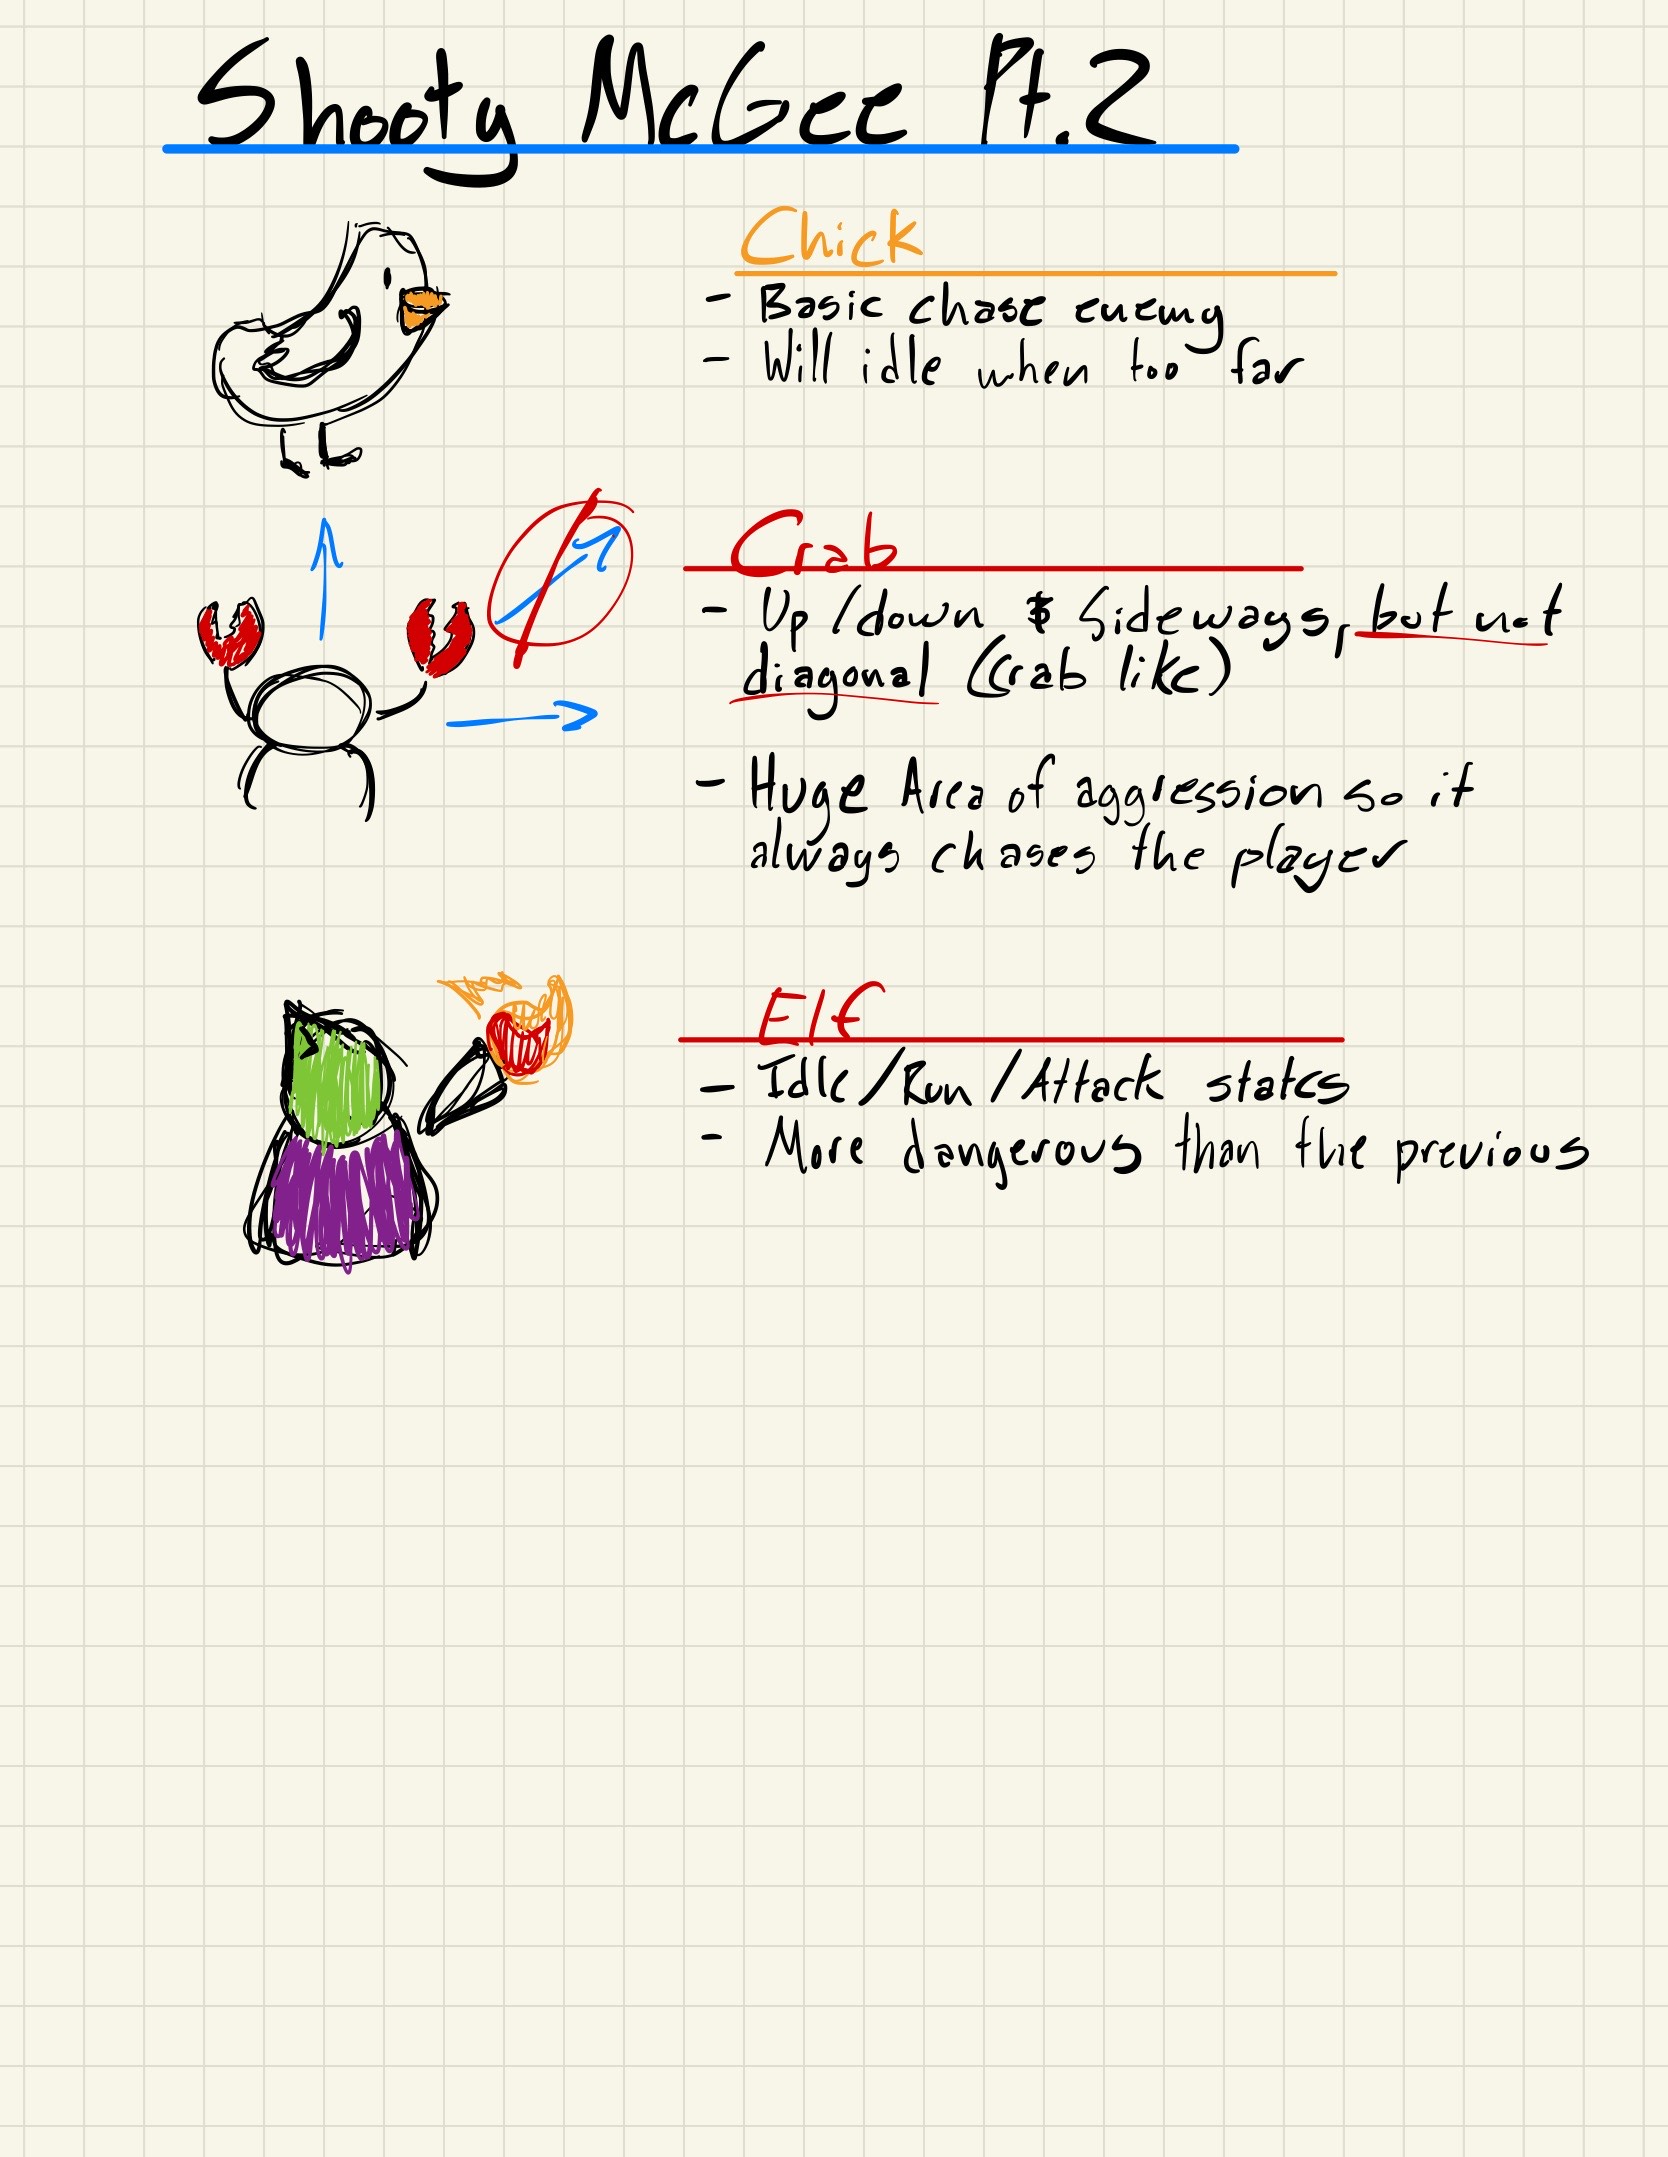 Shooty McGee Pt.2
Chick
- Basic chase enemy
- Will idle when too far
Crab
- Up/down & Sideways, but not
diagonal (Crab like)
- Huge Area of aggression so it
always chases the player
Elf
- Idle/Run/Attack states
- More dangerous than the previous